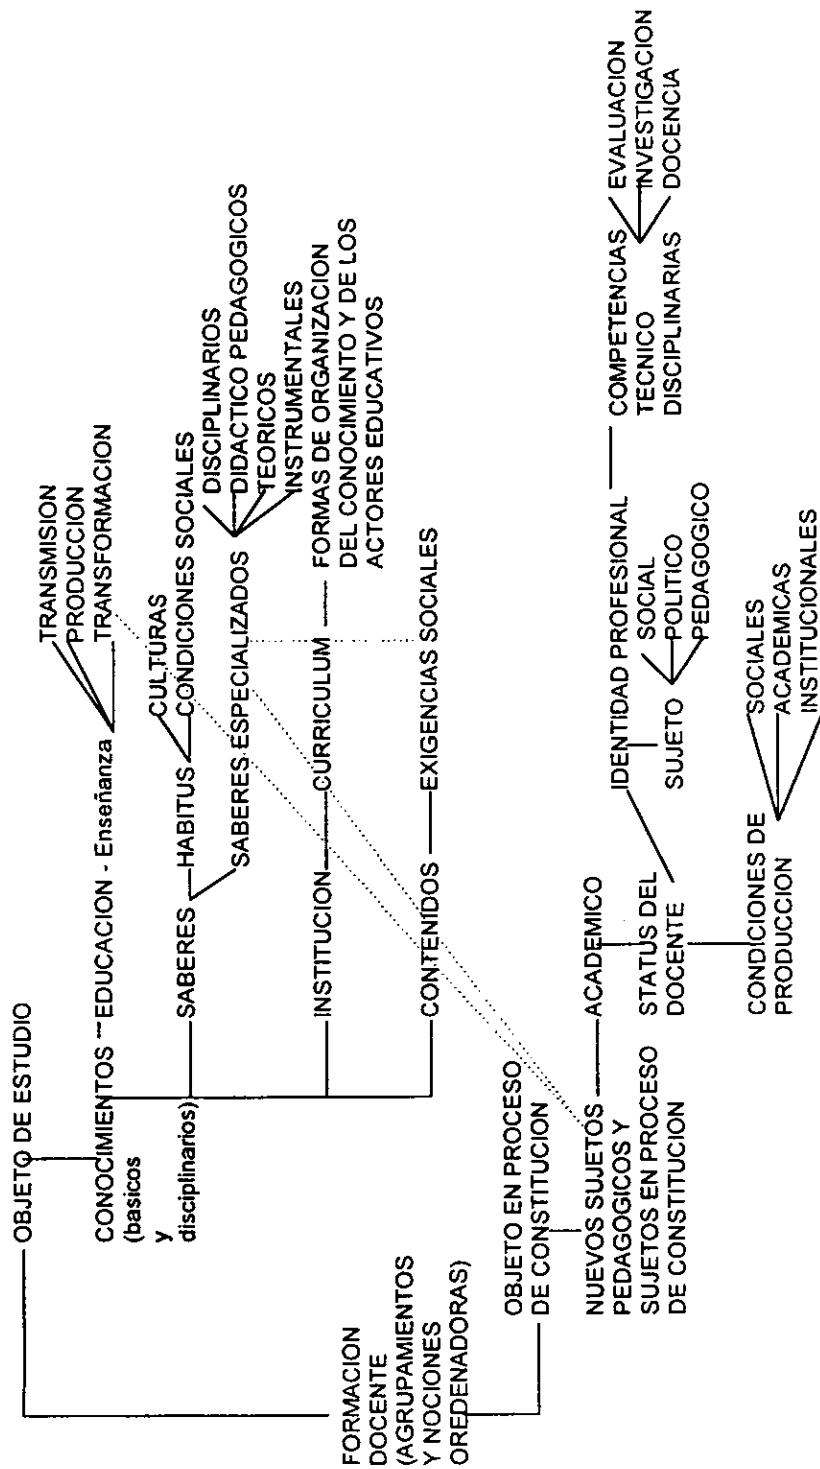 FORMACION
DOCENTE
(AGRUPAMIENTOS
Y NOCIONES
OREDENADORAS)
OBJETO DE ESTUDIO
CONOCIMIENTOS
(basicos
y
disciplinarios)
EDUCACION - Enseñanza
TRANSMISION
PRODUCCION
TRANSFORMACION
SABERES
HABITUS
CULTURAS
CONDICIONES SOCIALES
SABERES ESPECIALIZADOS
DISCIPLINARIOS
DIDACTICO PEDAGOGICOS
TEORICOS
INSTRUMENTALES
INSTITUCION
CURRICULUM
FORMAS DE ORGANIZACION
DEL CONOCIMIENTO Y DE LOS
ACTORES EDUCATIVOS
CONTENIDOS
EXIGENCIAS SOCIALES
OBJETO EN PROCESO
DE CONSTITUCION
NUEVOS SUJETOS
PEDAGOGICOS Y
SUJETOS EN PROCESO
DE CONSTITUCION
ACADEMICO
STATUS DEL
DOCENTE
CONDICIONES DE
PRODUCCION
SOCIALES
ACADEMICAS
INSTITUCIONALES
IDENTIDAD PROFESIONAL
SUJETO
SOCIAL
POLITICO
PEDAGOGICO
COMPETENCIAS
TECNICO
DISCIPLINARIAS
EVALUACION
INVESTIGACION
DOCENCIA